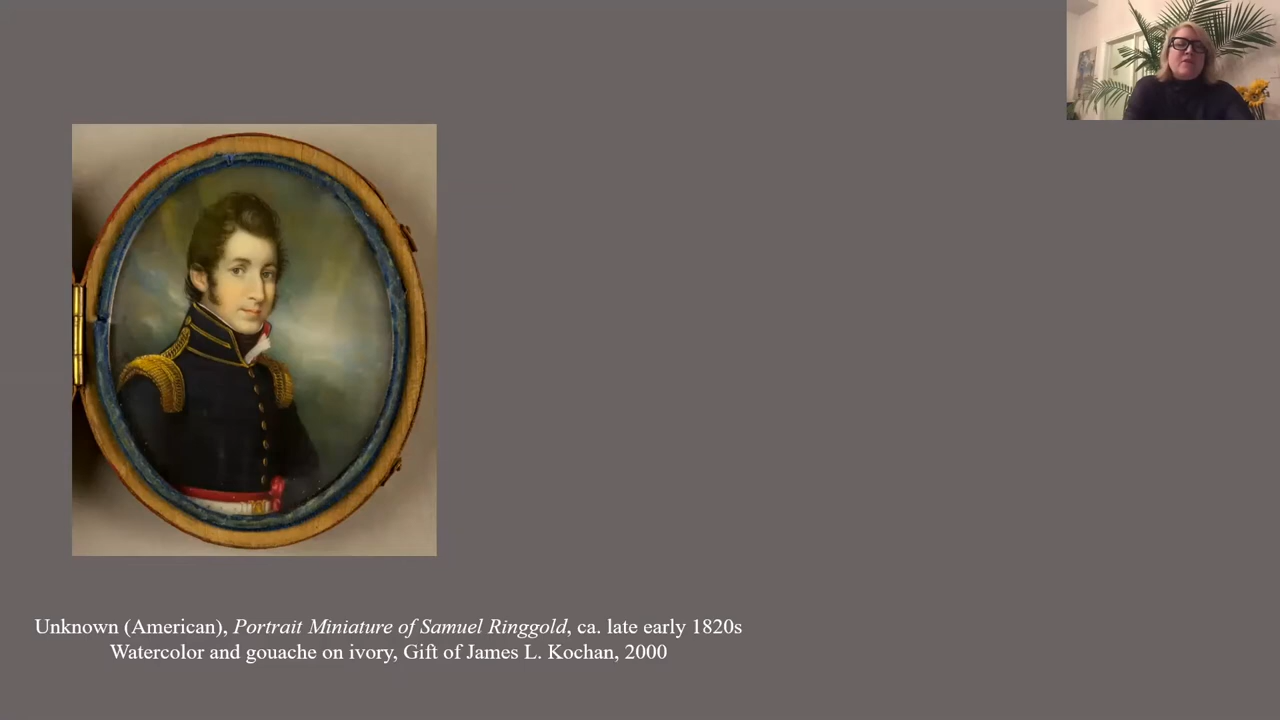 Unknown (American), Portrait Miniature of Samuel Ringgold, ca. late early 1820s
Watercolor and gouache on ivory, Gift of James L. Kochan, 2000